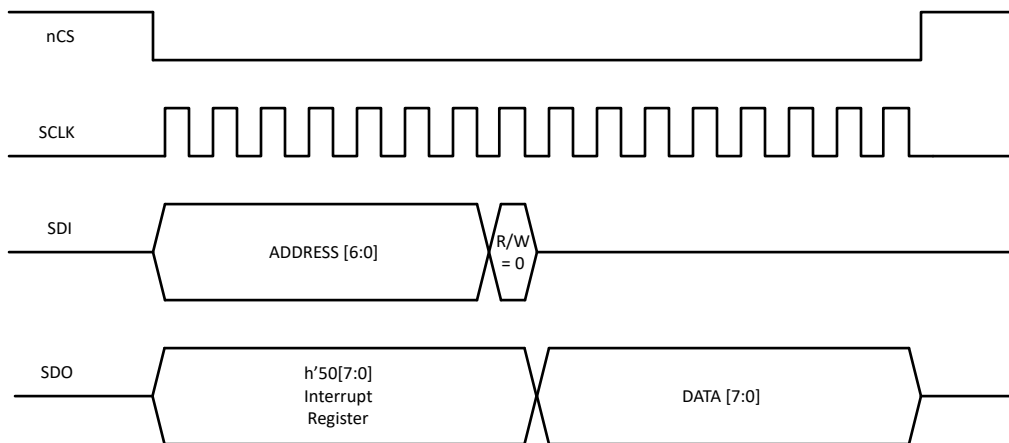 nCS
SCLK
SDI
ADDRESS [6:0]
R/W
= 0
SDO
h’50[7:0]
Interrupt
Register
DATA [7:0]